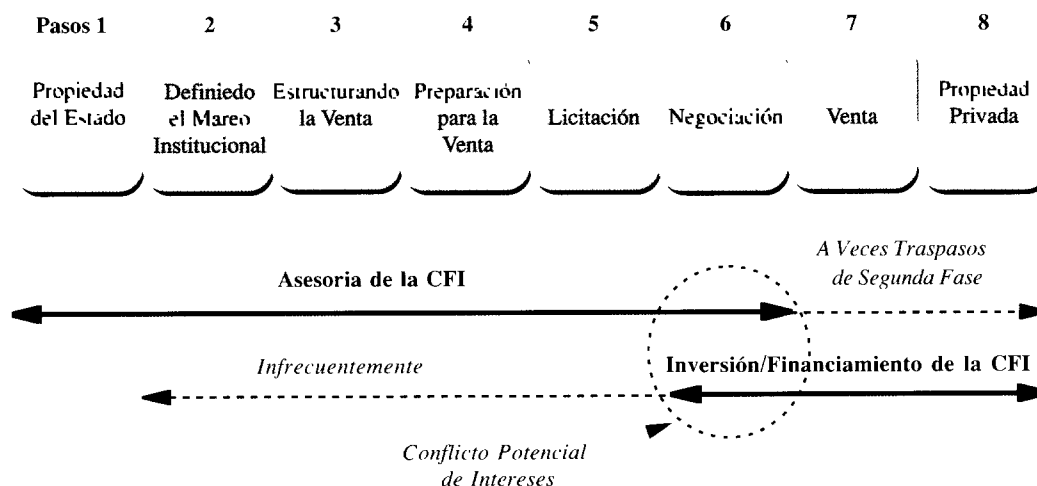 Pasos 1 2 3 4 5 6 7 8
Propiedad
del Estado
Definiedo
el Mareo
Institucional
Estructurando
la Venta
Preparación
para la
Venta
Licitación
Negociación
Venta
Propiedad
Privada
A Veces Traspasos
de Segunda Fase
Asesoria de la CFI
Infrecuentemente
Inversión/Financiamiento de la CFI
Conflicto Potencial
de Intereses